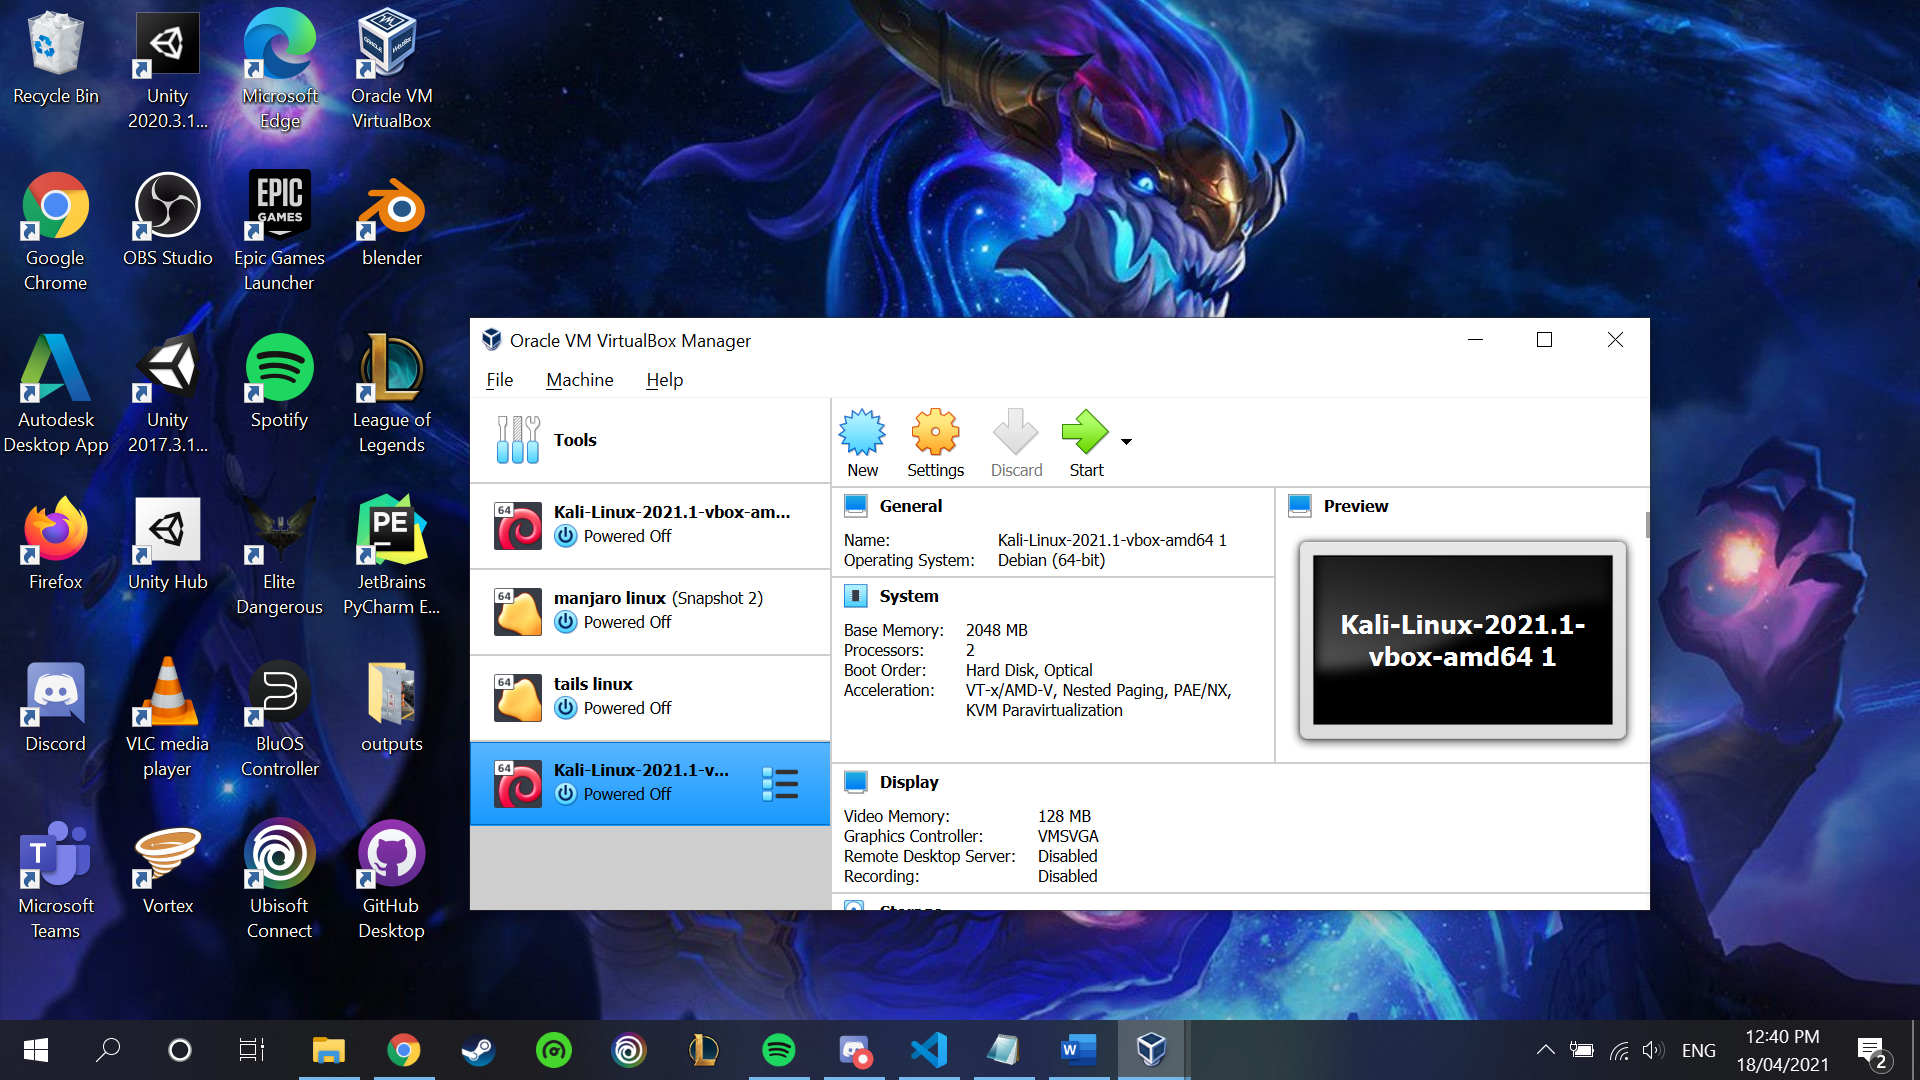 Recycle Bin
Unity
2020.3.1...
Microsoft
Edge
Oracle VM
VirtualBox
Google
Chrome
OBS Studio
EPIC
GAMES
Epic Games
Launcher
blender
Autodesk
Desktop App
Unity
2017.3.1...
Spotify
League of
Legends
Firefox
Unity Hub
Elite
Dangerous
PE
JetBrains
PyCharm E...
Discord
VLC media
player
BluOS
Controller
outputs
T
Microsoft
Teams
Vortex
Ubisoft
Connect
GitHub
Desktop
Oracle VM VirtualBox Manager
File
Machine
Help
Tools
64
Kali-Linux-2021.1-vbox-am...
Powered Off
64
manjaro linux (Snapshot 2)
Powered Off
64
tails linux
Powered Off
64
Kali-Linux-2021.1-v...
Powered Off
New
Settings
Discard
Start
General
Name: Kali-Linux-2021.1-vbox-amd64 1
Operating System: Debian (64-bit)
System
Base Memory: 2048 MB
Processors: 2
Boot Order: Hard Disk, Optical
Acceleration: VT-x/AMD-V, Nested Paging, PAE/NX,
KVM Paravirtualization
Preview
Kali-Linux-2021.1-
vbox-amd64 1
Display
Video Memory: 128 MB
Graphics Controller: VMSVGA
Remote Desktop Server: Disabled
Recording: Disabled
Storage
W
ENG
12:40 PM
18/04/2021
2